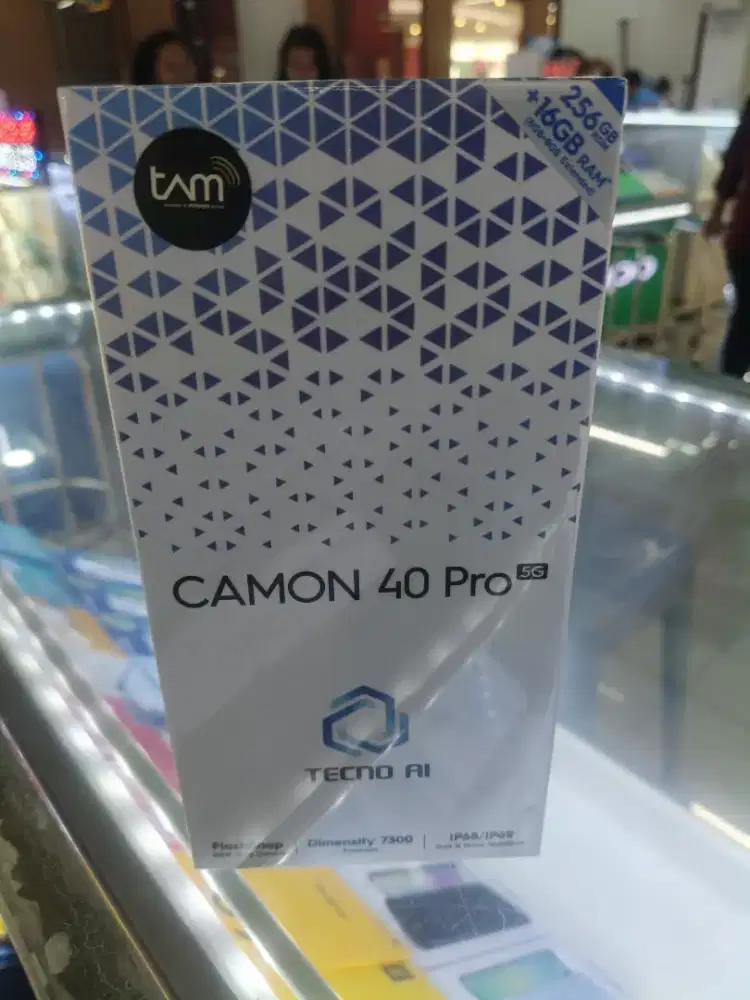 tam
256GB
+16GB RAM
CAMON 40 Pro 5G
TECNO AI
Dimensity 7300
IP68/IP69